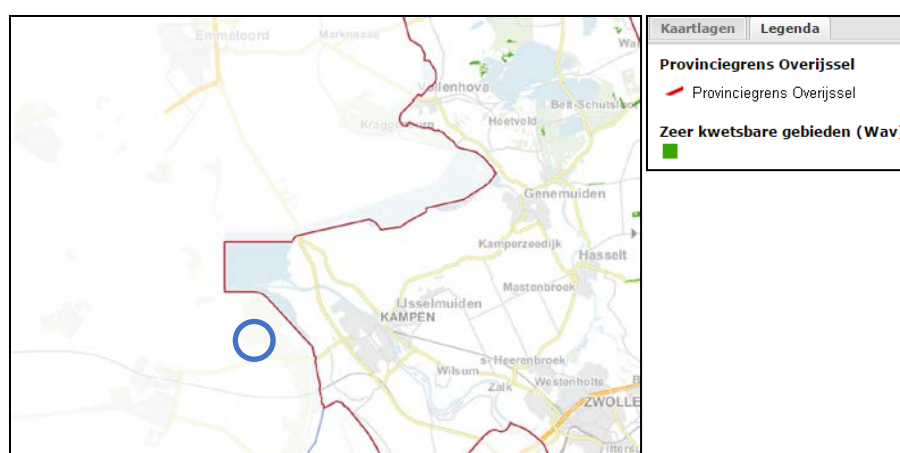 Emmeloord
Marknesse
Vollenhove
Belt-Schutsloot
Kraggenburg
Heetveld
Genemuiden
Kamperzeedijk
Hasselt
Mastenbroek
IJsselmuiden
KAMPEN
s-Heerenbroek
Wilsum
Zalk
Westenholte
ZWOLLE
Kaartlagen
Legenda
Provinciegrens Overijssel
Provinciegrens Overijssel
Zeer kwetsbare gebieden (Wav)